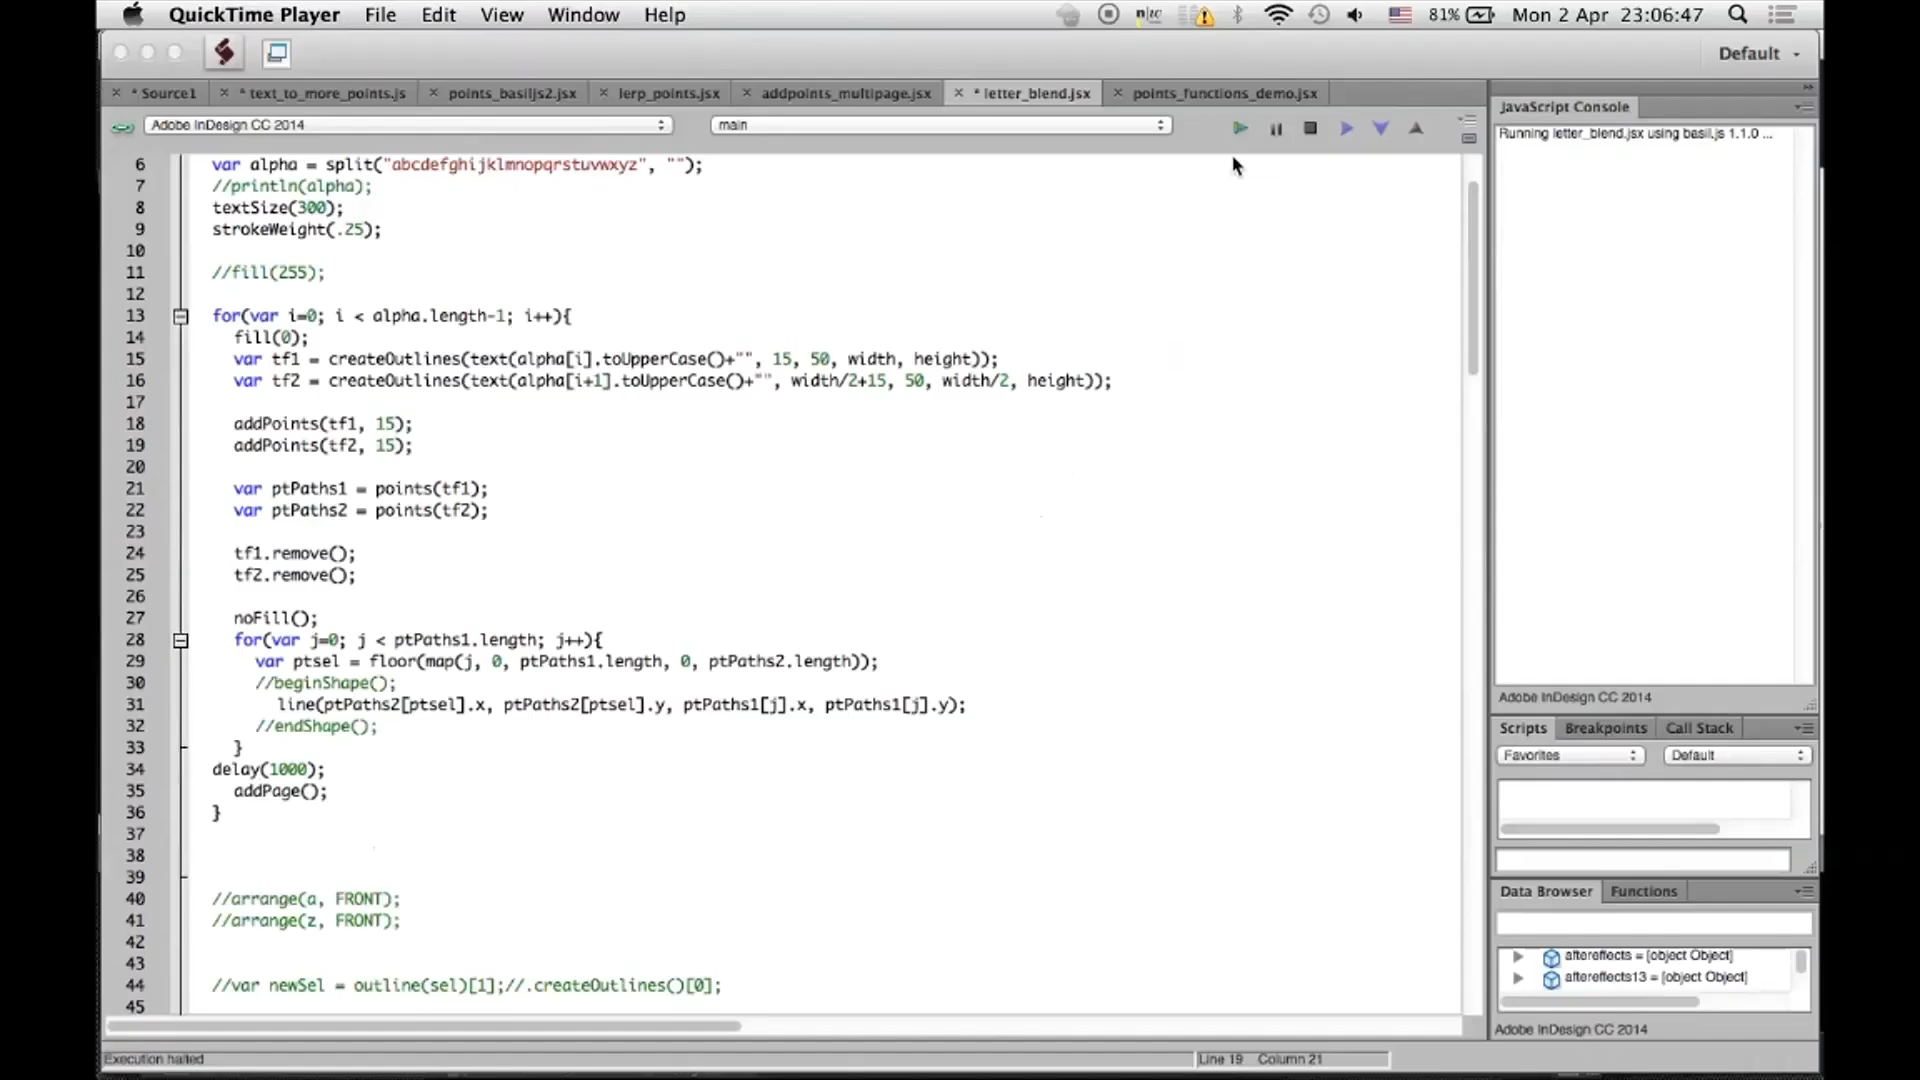 QuickTime Player File Edit View Window Help 81% Mon 2 Apr 23:06:47
Default
* Source1 * text_to_more_points.js points_basiljs2.jsx lerp_points.jsx addpoints_multipage.jsx * letter_blend.jsx points_functions_demo.jsx
Adobe InDesign CC 2014 main
6 var alpha = split("abcdefghijklmnopqrstuvwxyz", "");
7 //println(alpha);
8 textSize(300);
9 strokeWeight(.25);
10
11 //fill(255);
12
13 for(var i=0; i < alpha.length-1; i++){
14 fill(0);
15 var tf1 = createOutlines(text(alpha[i].toUpperCase()+"", 15, 50, width, height));
16 var tf2 = createOutlines(text(alpha[i+1].toUpperCase()+"", width/2+15, 50, width/2, height));
17
18 addPoints(tf1, 15);
19 addPoints(tf2, 15);
20
21 var ptPaths1 = points(tf1);
22 var ptPaths2 = points(tf2);
23
24 tf1.remove();
25 tf2.remove();
26
27 noFill();
28 for(var j=0; j < ptPaths1.length; j++){
29 var ptsel = floor(map(j, 0, ptPaths1.length, 0, ptPaths2.length));
30 //beginShape();
31 line(ptPaths2[ptsel].x, ptPaths2[ptsel].y, ptPaths1[j].x, ptPaths1[j].y);
32 //endShape();
33 }
34 delay(1000);
35 addPage();
36 }
37
38
39
40 //arrange(a, FRONT);
41 //arrange(z, FRONT);
42
43
44 //var newSel = outline(sel)[1];//.createOutlines()[0];
45
Execution halted Line 19 Column 21
JavaScript Console
Running letter_blend.jsx using basil.js 1.1.0 ...
Adobe InDesign CC 2014
Scripts Breakpoints Call Stack
Favorites Default
Data Browser Functions
aftereffects = [object Object]
aftereffects13 = [object Object]
Adobe InDesign CC 2014